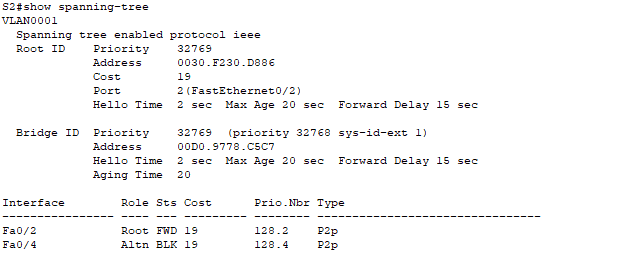 S2#show spanning-tree
VLAN0001
  Spanning tree enabled protocol ieee
  Root ID    Priority    32769
             Address     0030.F230.D886
             Cost        19
             Port        2(FastEthernet0/2)
             Hello Time  2 sec  Max Age 20 sec  Forward Delay 15 sec

  Bridge ID  Priority    32769  (priority 32768 sys-id-ext 1)
             Address     00D0.9778.C5C7
             Hello Time  2 sec  Max Age 20 sec  Forward Delay 15 sec
             Aging Time  20

Interface        Role Sts Cost      Prio.Nbr Type
---------------- ---- --- --------- -------- --------------------------------
Fa0/2            Root FWD 19        128.2    P2p
Fa0/4            Altn BLK 19        128.4    P2p